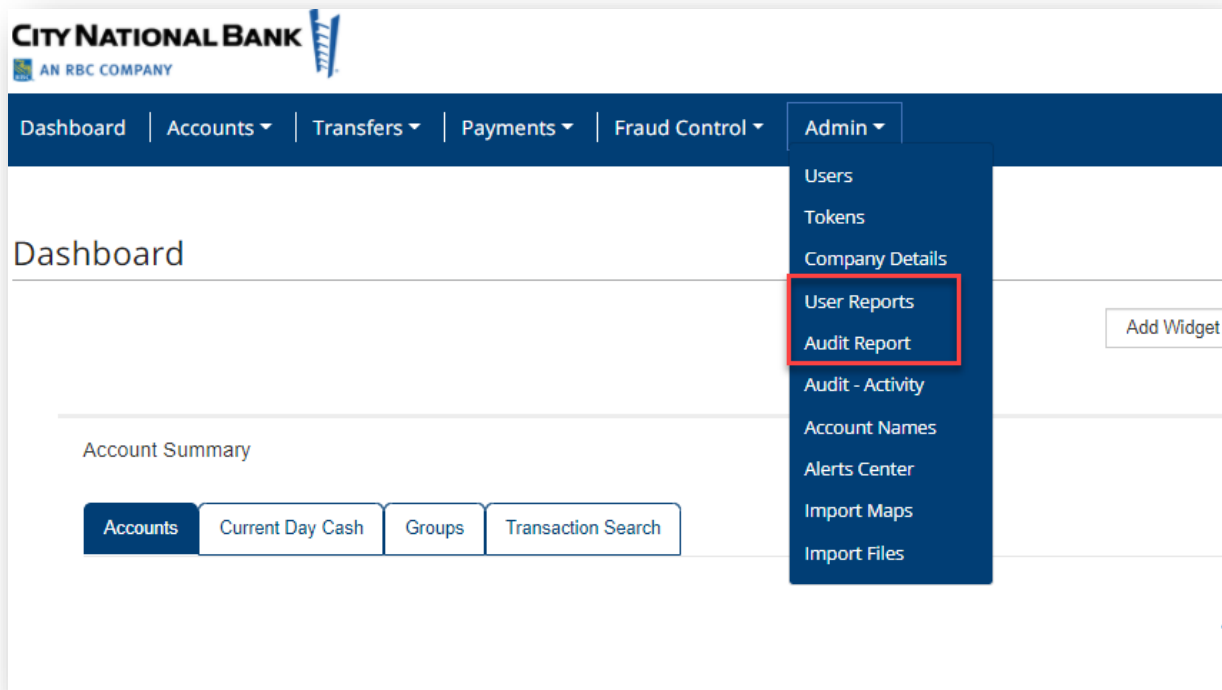 CITY NATIONAL BANK
RBC
AN RBC COMPANY
Dashboard Accounts Transfers Payments Fraud Control Admin
Users
Tokens
Dashboard
Company Details
User Reports
Add Widget
Audit Report
Audit - Activity
Account Names
Account Summary
Alerts Center
Import Maps
Accounts Current Day Cash Groups Transaction Search
Import Files